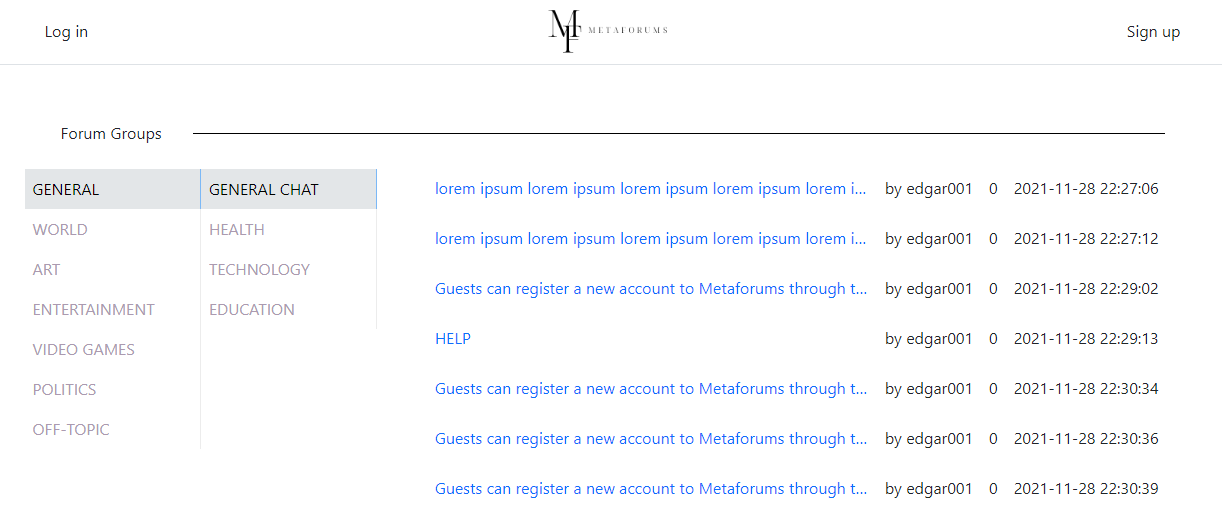 Log in
MF METAFORUMS
Sign up
Forum Groups
GENERAL
WORLD
ART
ENTERTAINMENT
VIDEO GAMES
POLITICS
OFF-TOPIC
GENERAL CHAT
HEALTH
TECHNOLOGY
EDUCATION
lorem ipsum lorem ipsum lorem ipsum lorem ipsum lorem i... by edgar001 0 2021-11-28 22:27:06
lorem ipsum lorem ipsum lorem ipsum lorem ipsum lorem i... by edgar001 0 2021-11-28 22:27:12
Guests can register a new account to Metaforums through t... by edgar001 0 2021-11-28 22:29:02
HELP by edgar001 0 2021-11-28 22:29:13
Guests can register a new account to Metaforums through t... by edgar001 0 2021-11-28 22:30:34
Guests can register a new account to Metaforums through t... by edgar001 0 2021-11-28 22:30:36
Guests can register a new account to Metaforums through t... by edgar001 0 2021-11-28 22:30:39